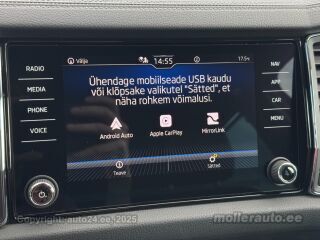 Välja
14:55
17.5°c
RADIO
MEDIA
PHONE
VOICE
NAV
APP
CAR
MENU
Ühendage mobiilseade USB kaudu
või klõpsake valikutel "Sätted", et
näha rohkem võimalusi.
Android Auto
Apple CarPlay
MirrorLink
Teave
Sätted
Copyright auto24.ee 2025
mollerauto.ee